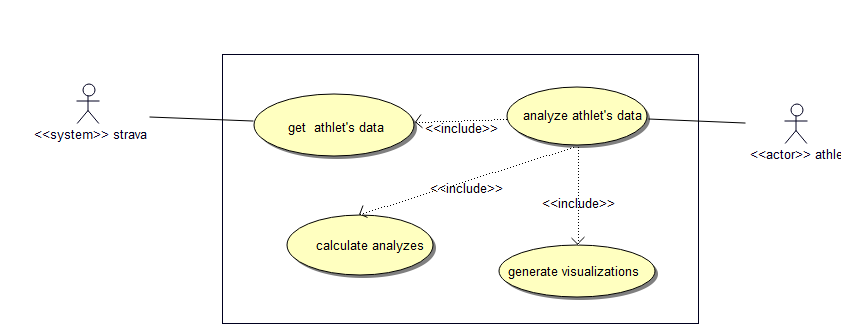 analyze athlet's data
get  athlet's data
<<include>>
<<system>> strava
<<actor>> athle
<<include>>
<<include>>
calculate analyzes
generate visualizations